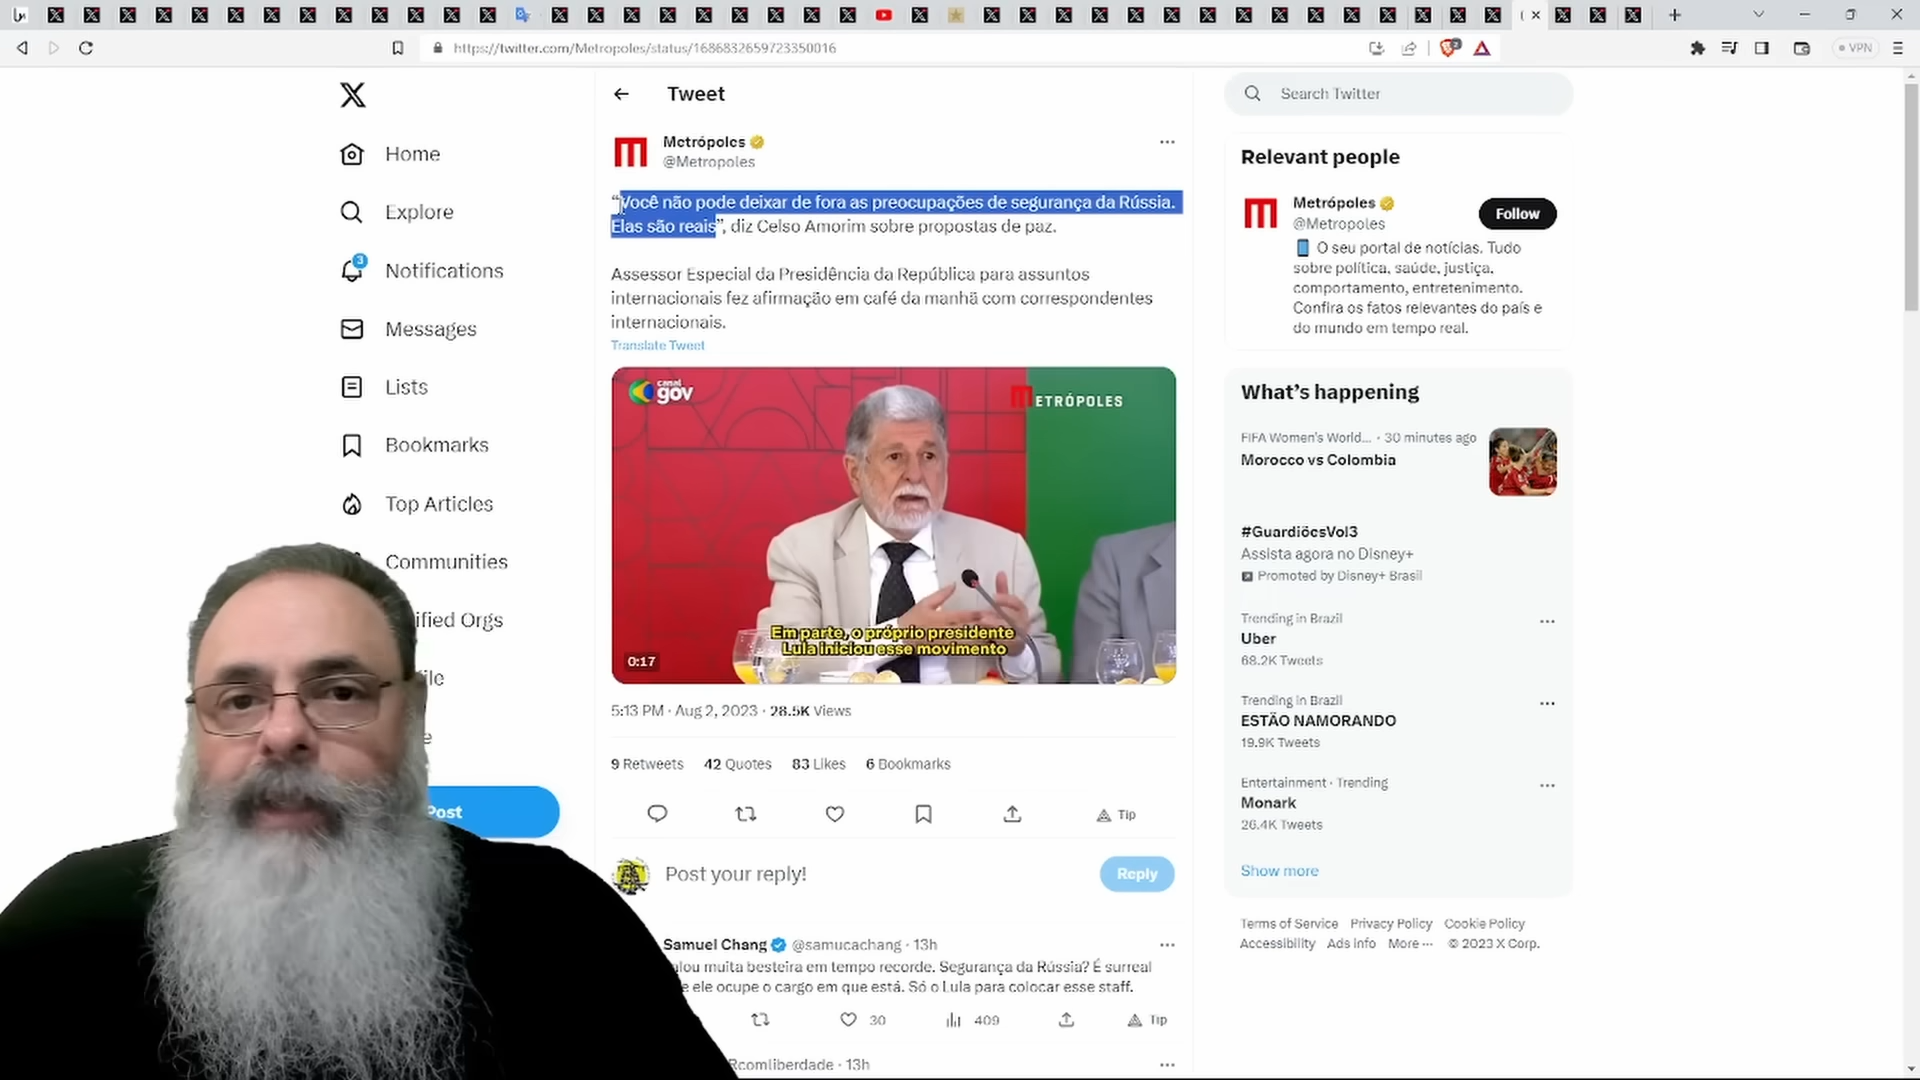 https://twitter.com/Metropoles/status/1686832659723350016
VPN
Home
Explore
3
Notifications
Messages
Lists
Bookmarks
Top Articles
Communities
ified Orgs
Post
Tweet
Metrópoles
@Metropoles
“Você não pode deixar de fora as preocupações de segurança da Rússia.
Elas são reais”, diz Celso Amorim sobre propostas de paz.
Assessor Especial da Presidência da República para assuntos
internacionais fez afirmação em café da manhã com correspondentes
internacionais.
Translate Tweet
canal
gov
METRÓPOLES
Em parte, o próprio presidente
Lula iniciou esse movimento
0:17
5:13 PM · Aug 2, 2023 · 28.5K Views
9 Retweets 42 Quotes 83 Likes 6 Bookmarks
Tip
Post your reply!
Reply
Samuel Chang @samucachang · 13h
alou muita besteira em tempo recorde. Segurança da Rússia? É surreal
e ele ocupe o cargo em que está. Só o Lula para colocar esse staff.
30 409 Tip
Rcomliberdade · 13h
Search Twitter
Relevant people
Metrópoles
@Metropoles
Follow
O seu portal de notícias. Tudo
sobre política, saúde, justiça,
comportamento, entretenimento.
Confira os fatos relevantes do país e
do mundo em tempo real.
What’s happening
FIFA Women's World... · 30 minutes ago
Morocco vs Colombia
#GuardiõesVol3
Assista agora no Disney+
Promoted by Disney+ Brasil
Trending in Brazil
Uber
68.2K Tweets
Trending in Brazil
ESTÃO NAMORANDO
19.9K Tweets
Entertainment · Trending
Monark
26.4K Tweets
Show more
Terms of Service Privacy Policy Cookie Policy
Accessibility Ads info More ··· © 2023 X Corp.